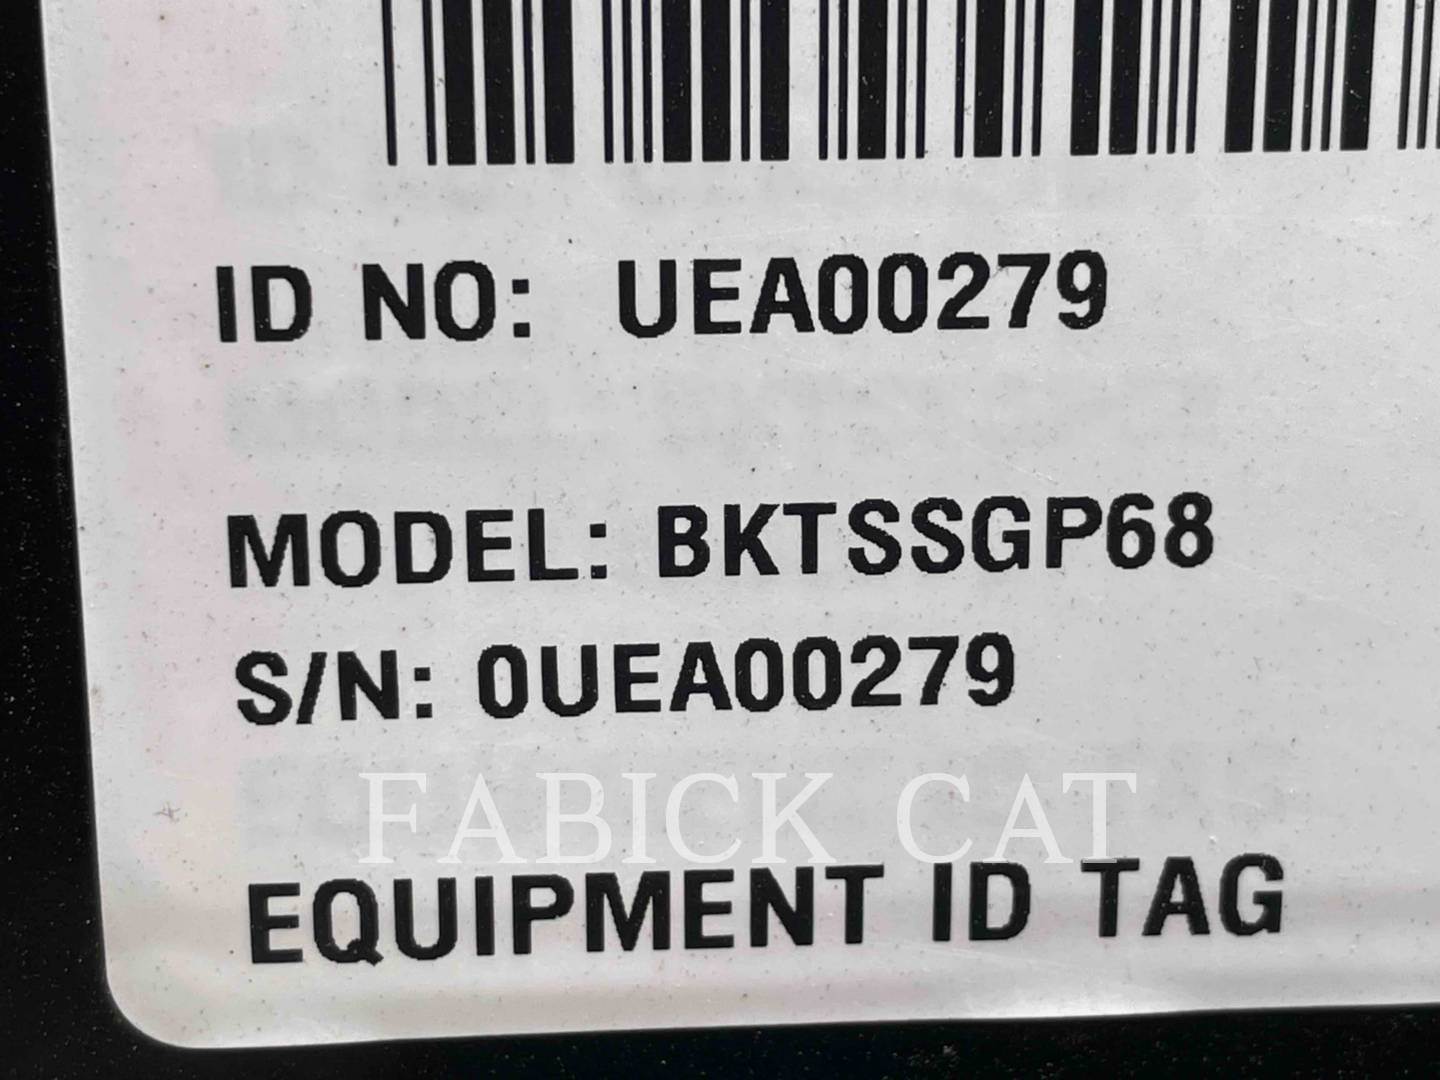 ID NO: UEA00279
MODEL: BKTSSGP68
S/N: 0UEA00279
FABICK CAT
EQUIPMENT ID TAG